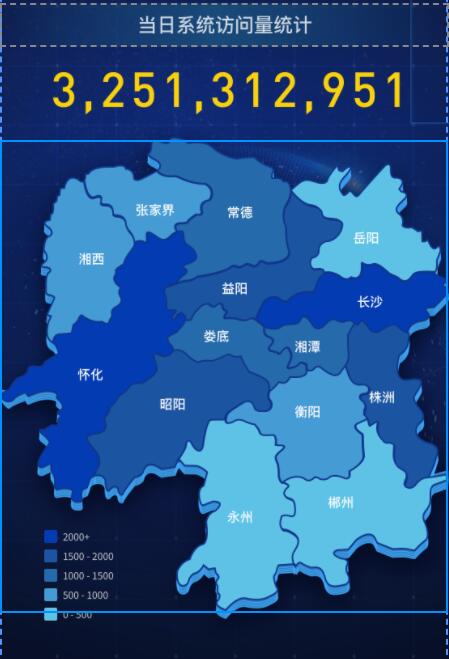 当日系统访问量统计
3,251,312,951
张家界
常德
岳阳
湘西
益阳
长沙
娄底
湘潭
怀化
昭阳
衡阳
株洲
永州
郴州
2000+
1500 - 2000
1000 - 1500
500 - 1000
0 - 500